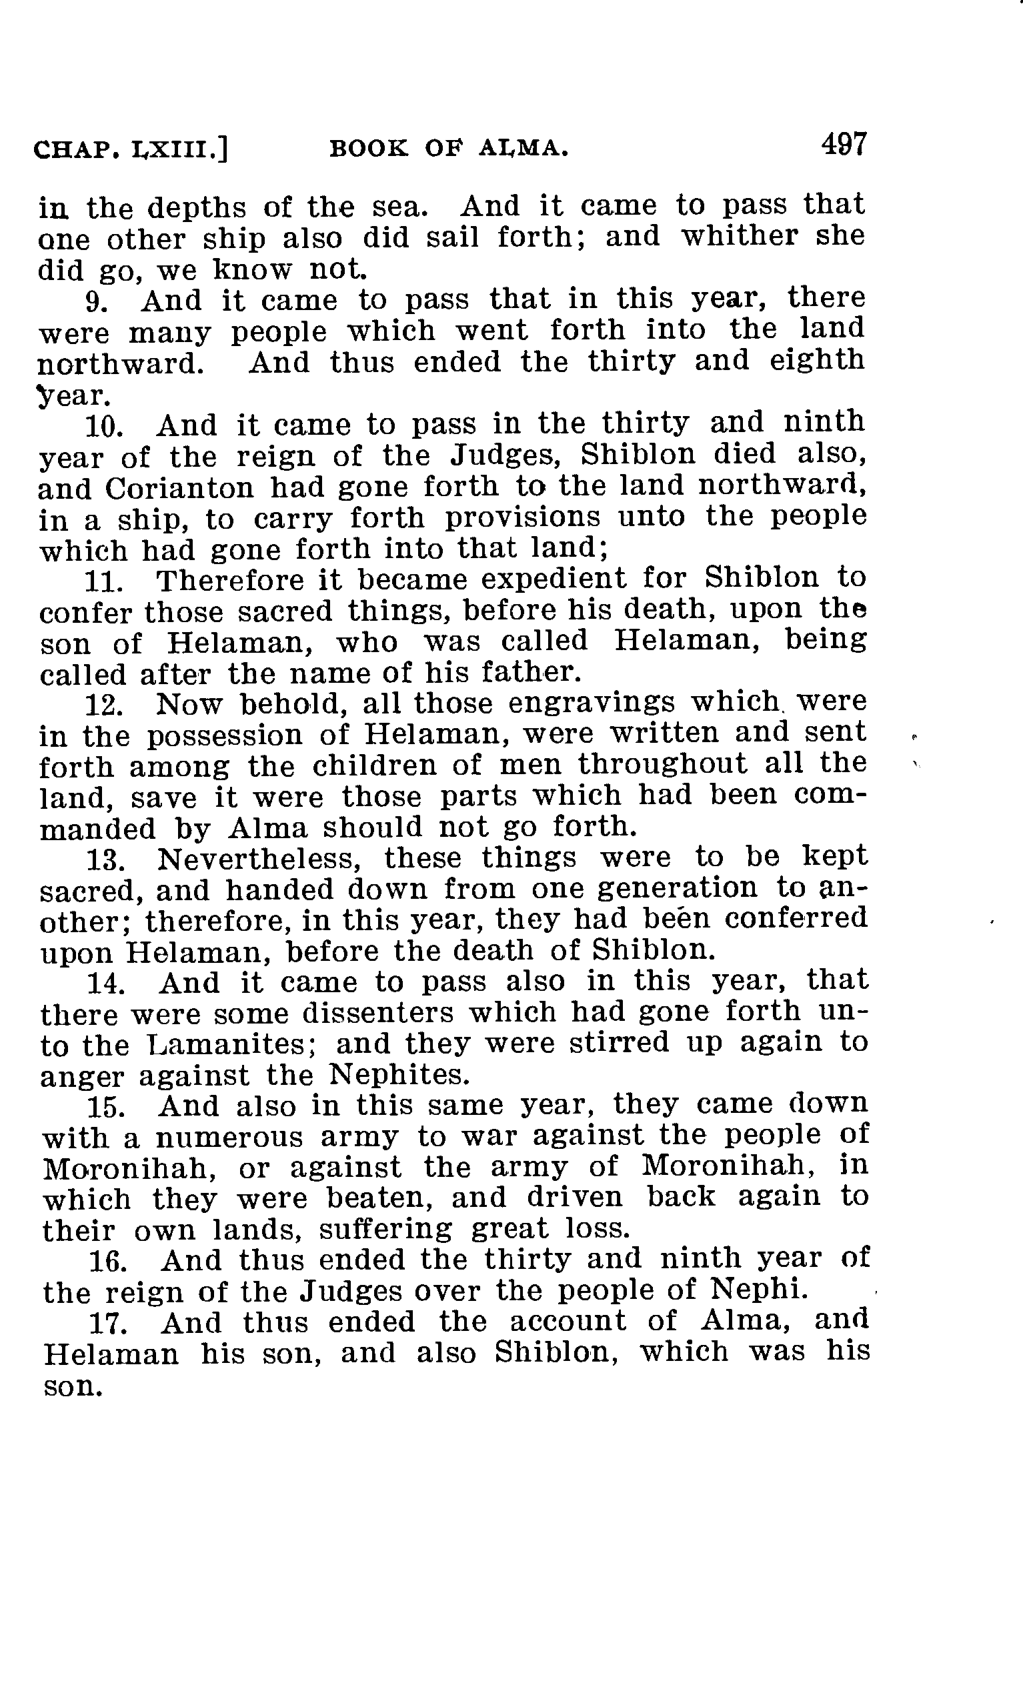 CHAP. LXIII.] BOOK OF ALMA. 497
in the depths of the sea. And it came to pass that
one other ship also did sail forth; and whither she
did go, we know not.
9. And it came to pass that in this year, there
were many people which went forth into the land
northward. And thus ended the thirty and eighth
year.
10. And it came to pass in the thirty and ninth
year of the reign of the Judges, Shiblon died also,
and Corianton had gone forth to the land northward,
in a ship, to carry forth provisions unto the people
which had gone forth into that land;
11. Therefore it became expedient for Shiblon to
confer those sacred things, before his death, upon the
son of Helaman, who was called Helaman, being
called after the name of his father.
12. Now behold, all those engravings which were
in the possession of Helaman, were written and sent
forth among the children of men throughout all the
land, save it were those parts which had been com-
manded by Alma should not go forth.
13. Nevertheless, these things were to be kept
sacred, and handed down from one generation to an-
other; therefore, in this year, they had been conferred
upon Helaman, before the death of Shiblon.
14. And it came to pass also in this year, that
there were some dissenters which had gone forth un-
to the Lamanites; and they were stirred up again to
anger against the Nephites.
15. And also in this same year, they came down
with a numerous army to war against the people of
Moronihah, or against the army of Moronihah, in
which they were beaten, and driven back again to
their own lands, suffering great loss.
16. And thus ended the thirty and ninth year of
the reign of the Judges over the people of Nephi.
17. And thus ended the account of Alma, and
Helaman his son, and also Shiblon, which was his
son.